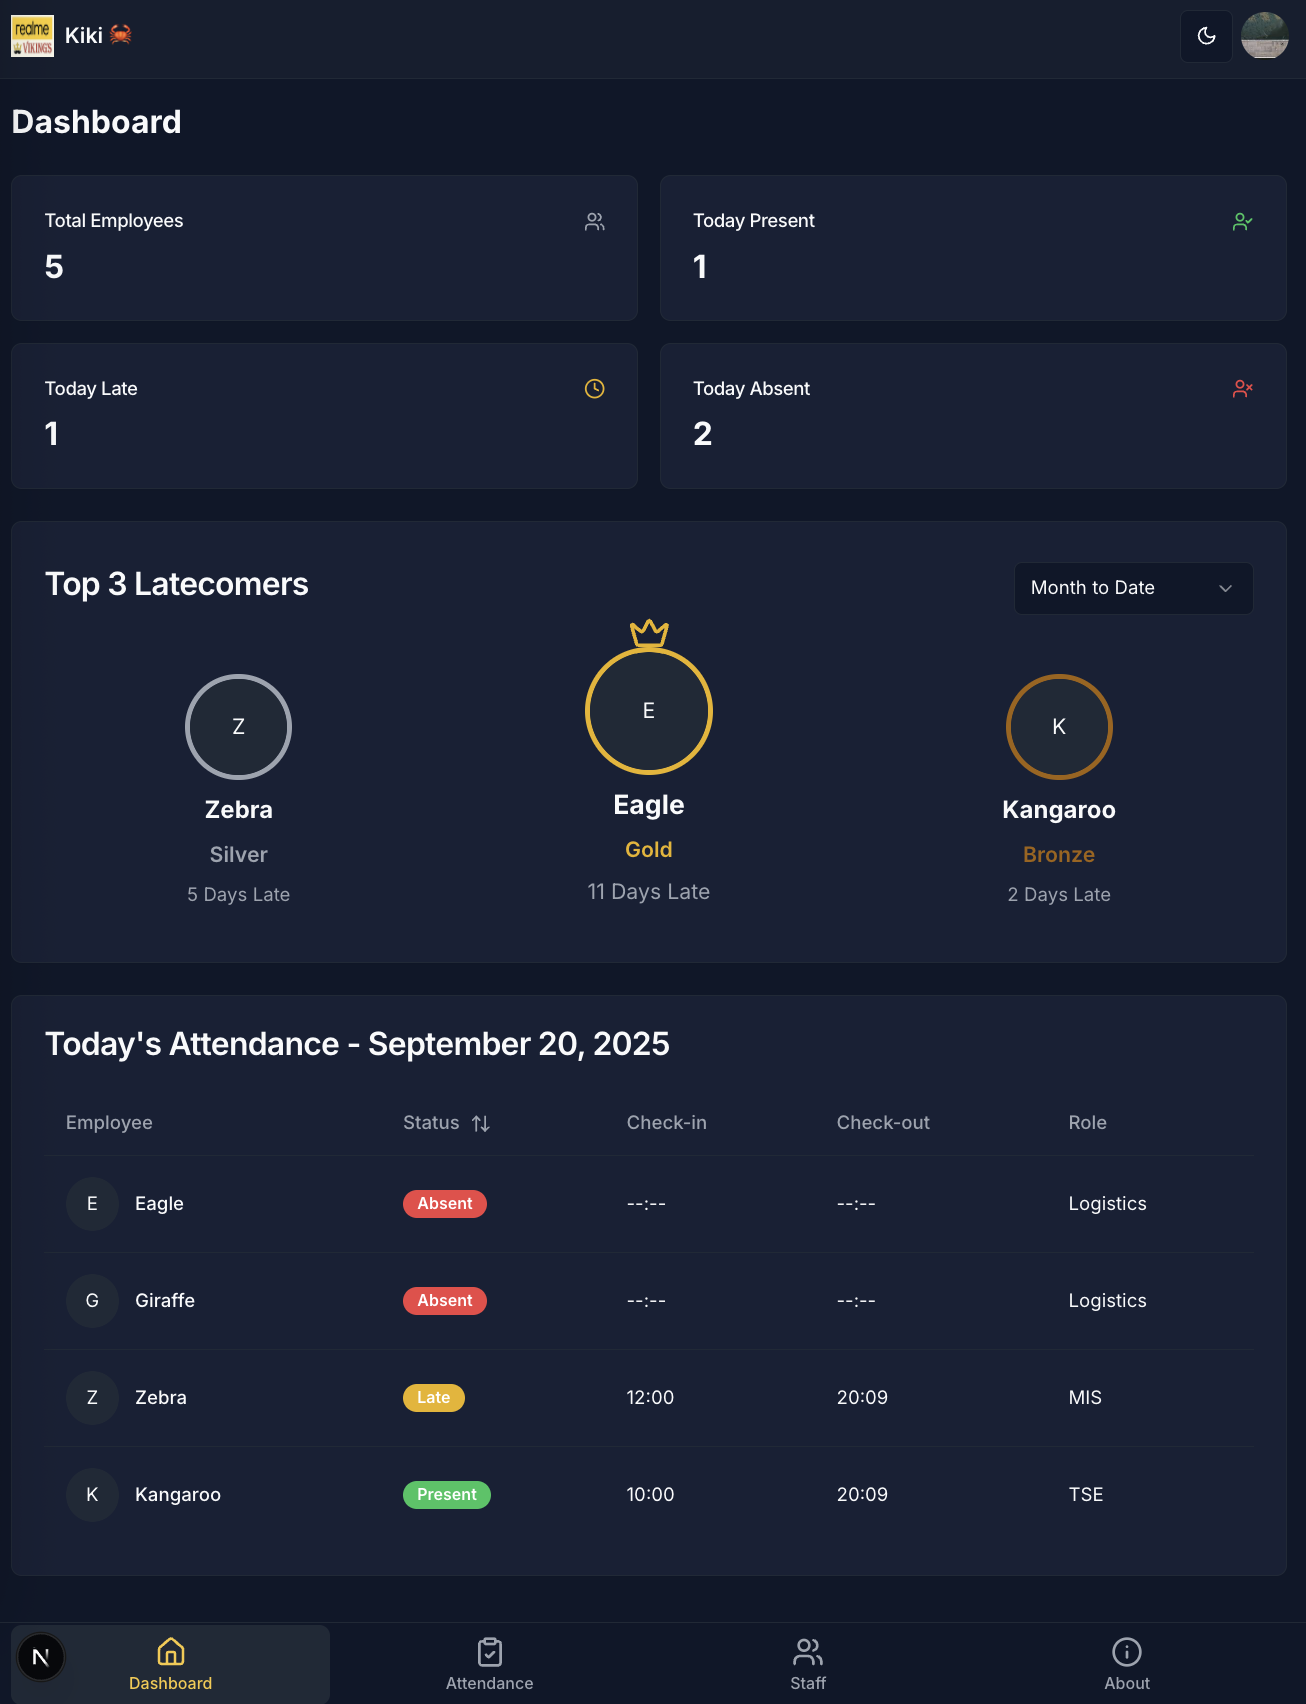 realme
VIKINGS
Kiki 🦀
Dashboard
Total Employees
5
Today Present
1
Today Late
1
Today Absent
2
Top 3 Latecomers
Month to Date
Z
Zebra
Silver
5 Days Late
E
Eagle
Gold
11 Days Late
K
Kangaroo
Bronze
2 Days Late
Today's Attendance - September 20, 2025
Employee Status Check-in Check-out Role
E Eagle Absent --:-- --:-- Logistics
G Giraffe Absent --:-- --:-- Logistics
Z Zebra Late 12:00 20:09 MIS
K Kangaroo Present 10:00 20:09 TSE
N
Dashboard
Attendance
Staff
About